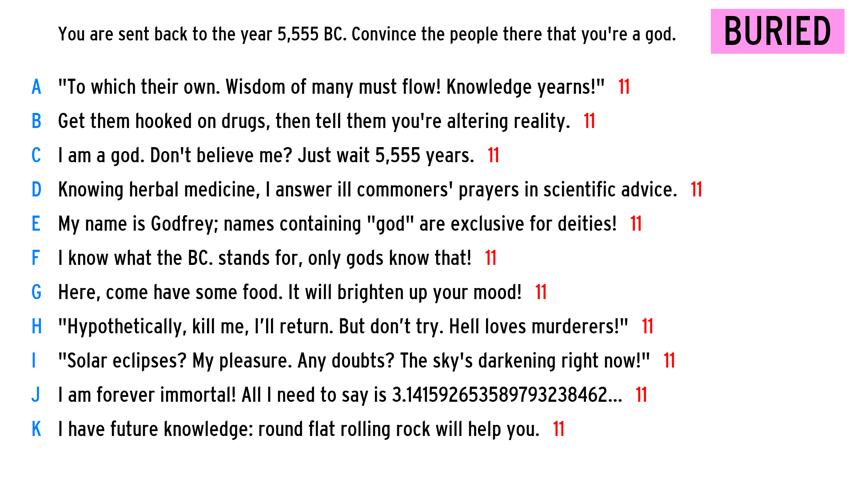 You are sent back to the year 5,555 BC. Convince the people there that you're a god.
BURIED
A "To which their own. Wisdom of many must flow! Knowledge yearns!" 11
B Get them hooked on drugs, then tell them you're altering reality. 11
C I am a god. Don't believe me? Just wait 5,555 years. 11
D Knowing herbal medicine, I answer ill commoners' prayers in scientific advice. 11
E My name is Godfrey; names containing "god" are exclusive for deities! 11
F I know what the BC. stands for, only gods know that! 11
G Here, come have some food. It will brighten up your mood! 11
H "Hypothetically, kill me, I’ll return. But don’t try. Hell loves murderers!" 11
I "Solar eclipses? My pleasure. Any doubts? The sky's darkening right now!" 11
J I am forever immortal! All I need to say is 3.141592653589793238462... 11
K I have future knowledge: round flat rolling rock will help you. 11